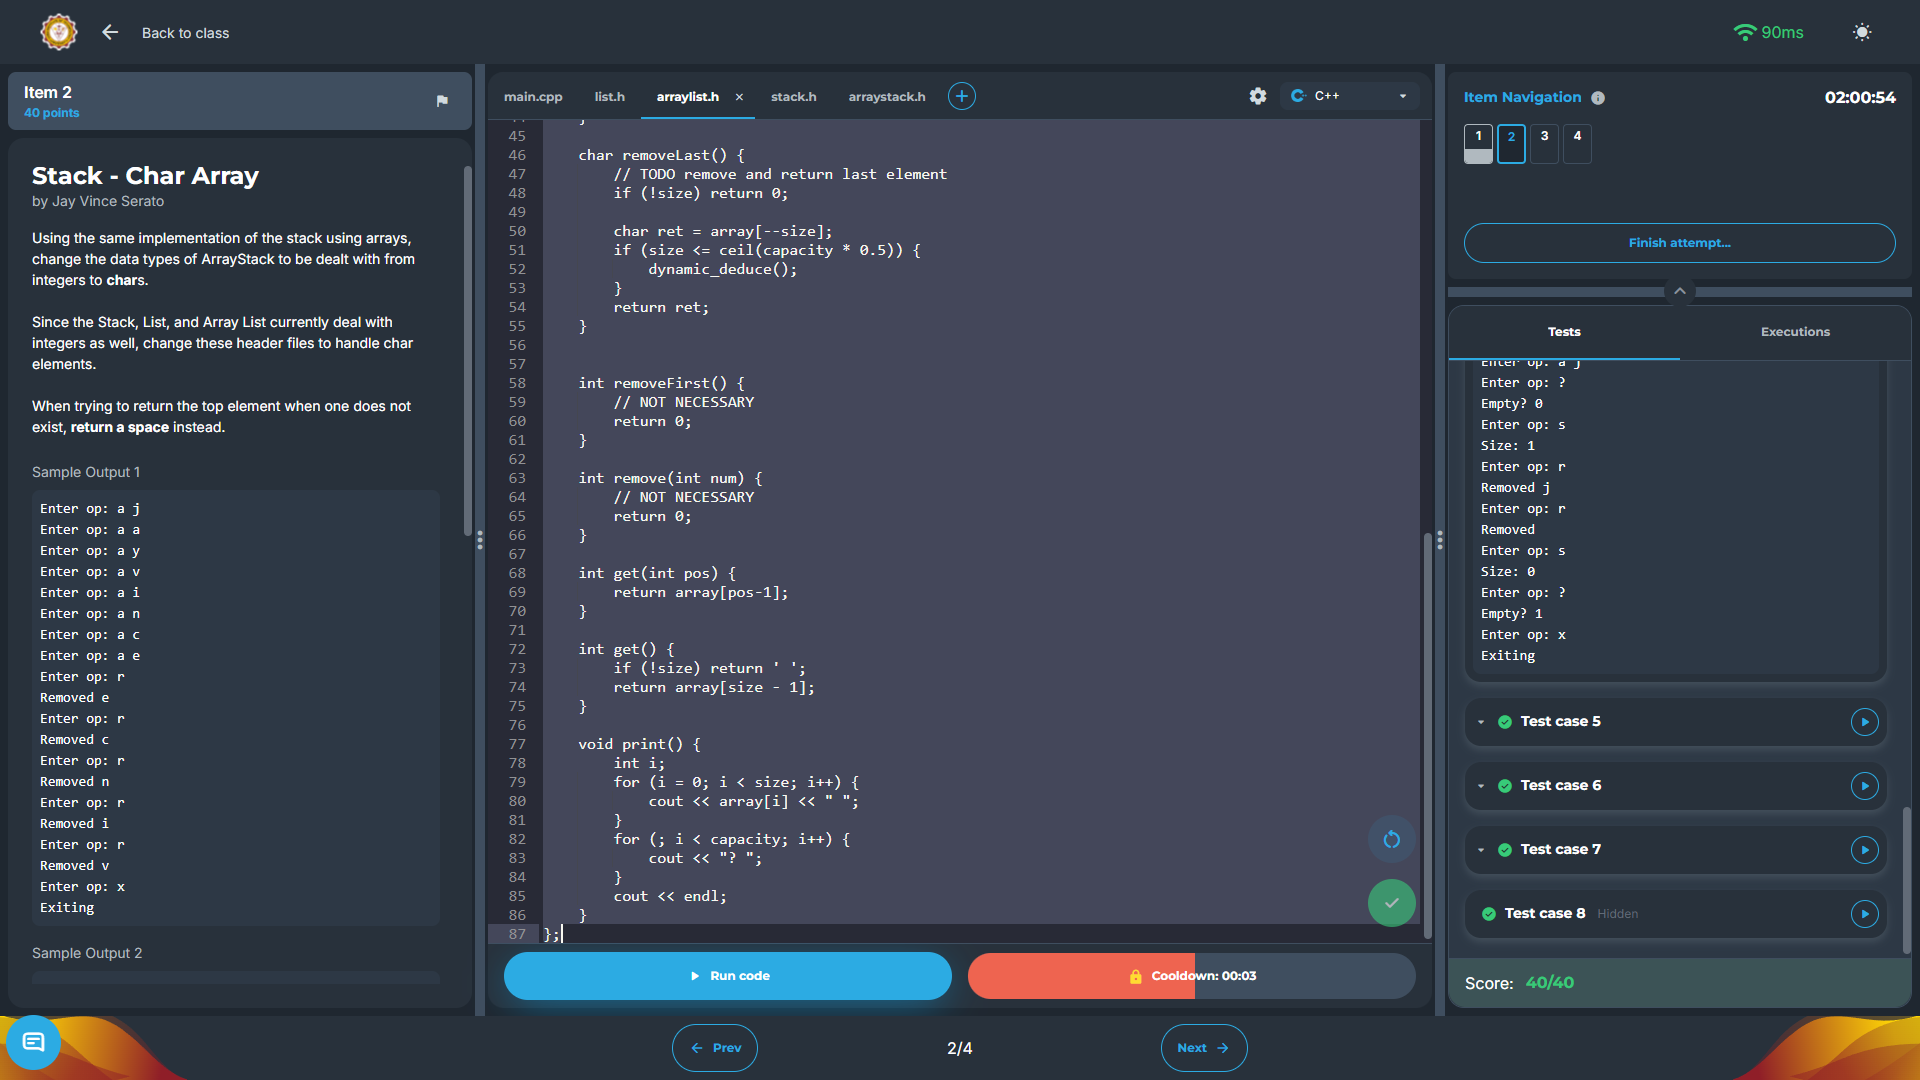 Back to class
90ms
Item 2
40 points
Stack - Char Array
by Jay Vince Serato
Using the same implementation of the stack using arrays,
change the data types of ArrayStack to be dealt with from
integers to chars.
Since the Stack, List, and Array List currently deal with
integers as well, change these header files to handle char
elements.
When trying to return the top element when one does not
exist, return a space instead.
Sample Output 1
Enter op: a j
Enter op: a a
Enter op: a y
Enter op: a v
Enter op: a i
Enter op: a n
Enter op: a c
Enter op: a e
Enter op: r
Removed e
Enter op: r
Removed c
Enter op: r
Removed n
Enter op: r
Removed i
Enter op: r
Removed v
Enter op: x
Exiting
Sample Output 2
main.cpp list.h arraylist.h × stack.h arraystack.h +
C++
44 }
45
46 char removeLast() {
47 // TODO remove and return last element
48 if (!size) return 0;
49
50 char ret = array[--size];
51 if (size <= ceil(capacity * 0.5)) {
52 dynamic_deduce();
53 }
54 return ret;
55 }
56
57
58 int removeFirst() {
59 // NOT NECESSARY
60 return 0;
61 }
62
63 int remove(int num) {
64 // NOT NECESSARY
65 return 0;
66 }
67
68 int get(int pos) {
69 return array[pos-1];
70 }
71
72 int get() {
73 if (!size) return ' ';
74 return array[size - 1];
75 }
76
77 void print() {
78 int i;
79 for (i = 0; i < size; i++) {
80 cout << array[i] << " ";
81 }
82 for (; i < capacity; i++) {
83 cout << "? ";
84 }
85 cout << endl;
86 }
87 };
Run code
Cooldown: 00:03
Prev
2/4
Next
Item Navigation
02:00:54
1 2 3 4
Finish attempt...
Tests
Executions
Enter op: a j
Enter op: ?
Empty? 0
Enter op: s
Size: 1
Enter op: r
Removed j
Enter op: r
Removed
Enter op: s
Size: 0
Enter op: ?
Empty? 1
Enter op: x
Exiting
Test case 5
Test case 6
Test case 7
Test case 8 Hidden
Score: 40/40